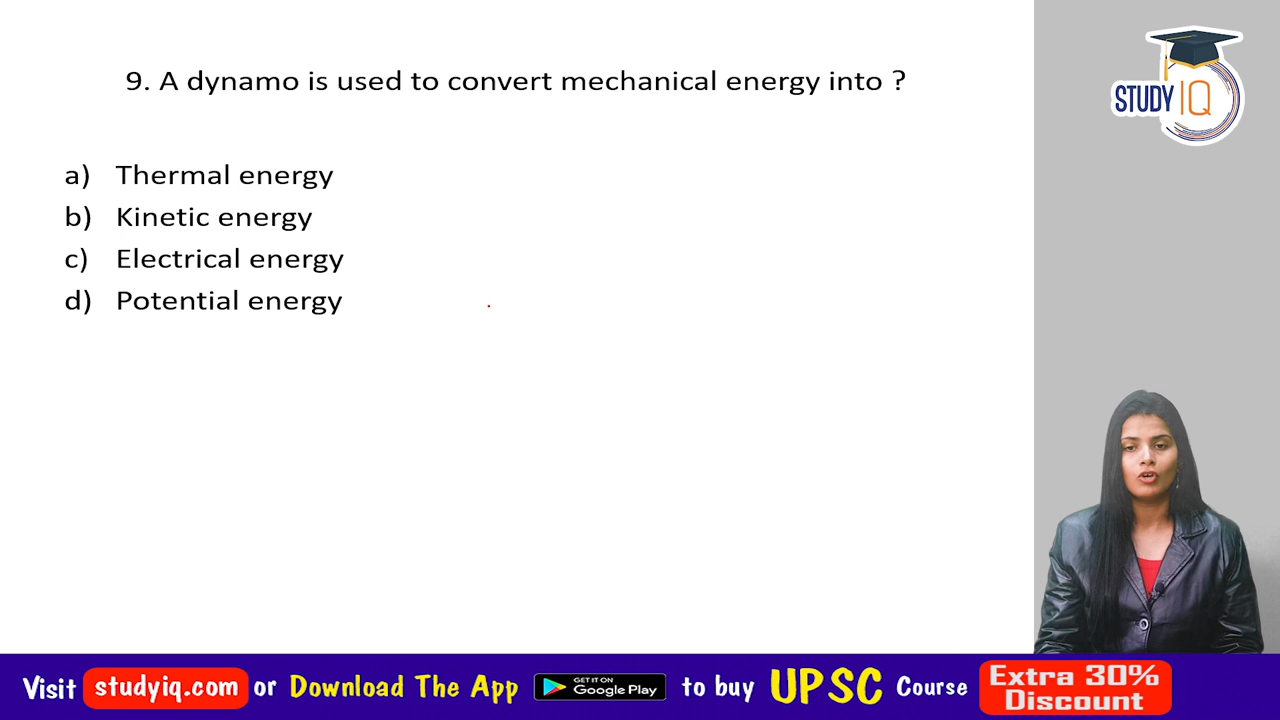 9. A dynamo is used to convert mechanical energy into ?
a) Thermal energy
b) Kinetic energy
c) Electrical energy
d) Potential energy
STUDY IQ
Visit studyiq.com or Download The App GET IT ON Google Play to buy UPSC Course Extra 30% Discount